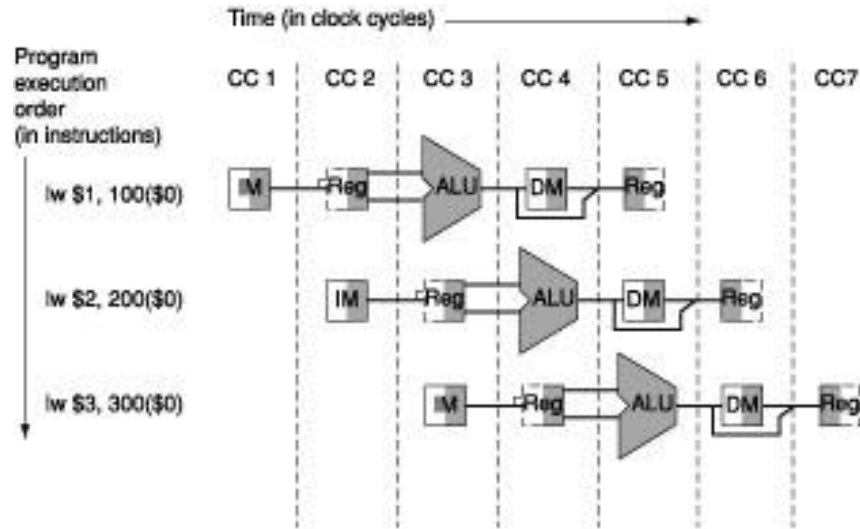 Time (in clock cycles)
Program
execution
order
(in instructions)
CC 1 CC 2 CC 3 CC 4 CC 5 CC 6 CC7
lw $1, 100($0)
IM Reg ALU DM Reg
lw $2, 200($0)
IM Reg ALU DM Reg
lw $3, 300($0)
IM Reg ALU DM Reg